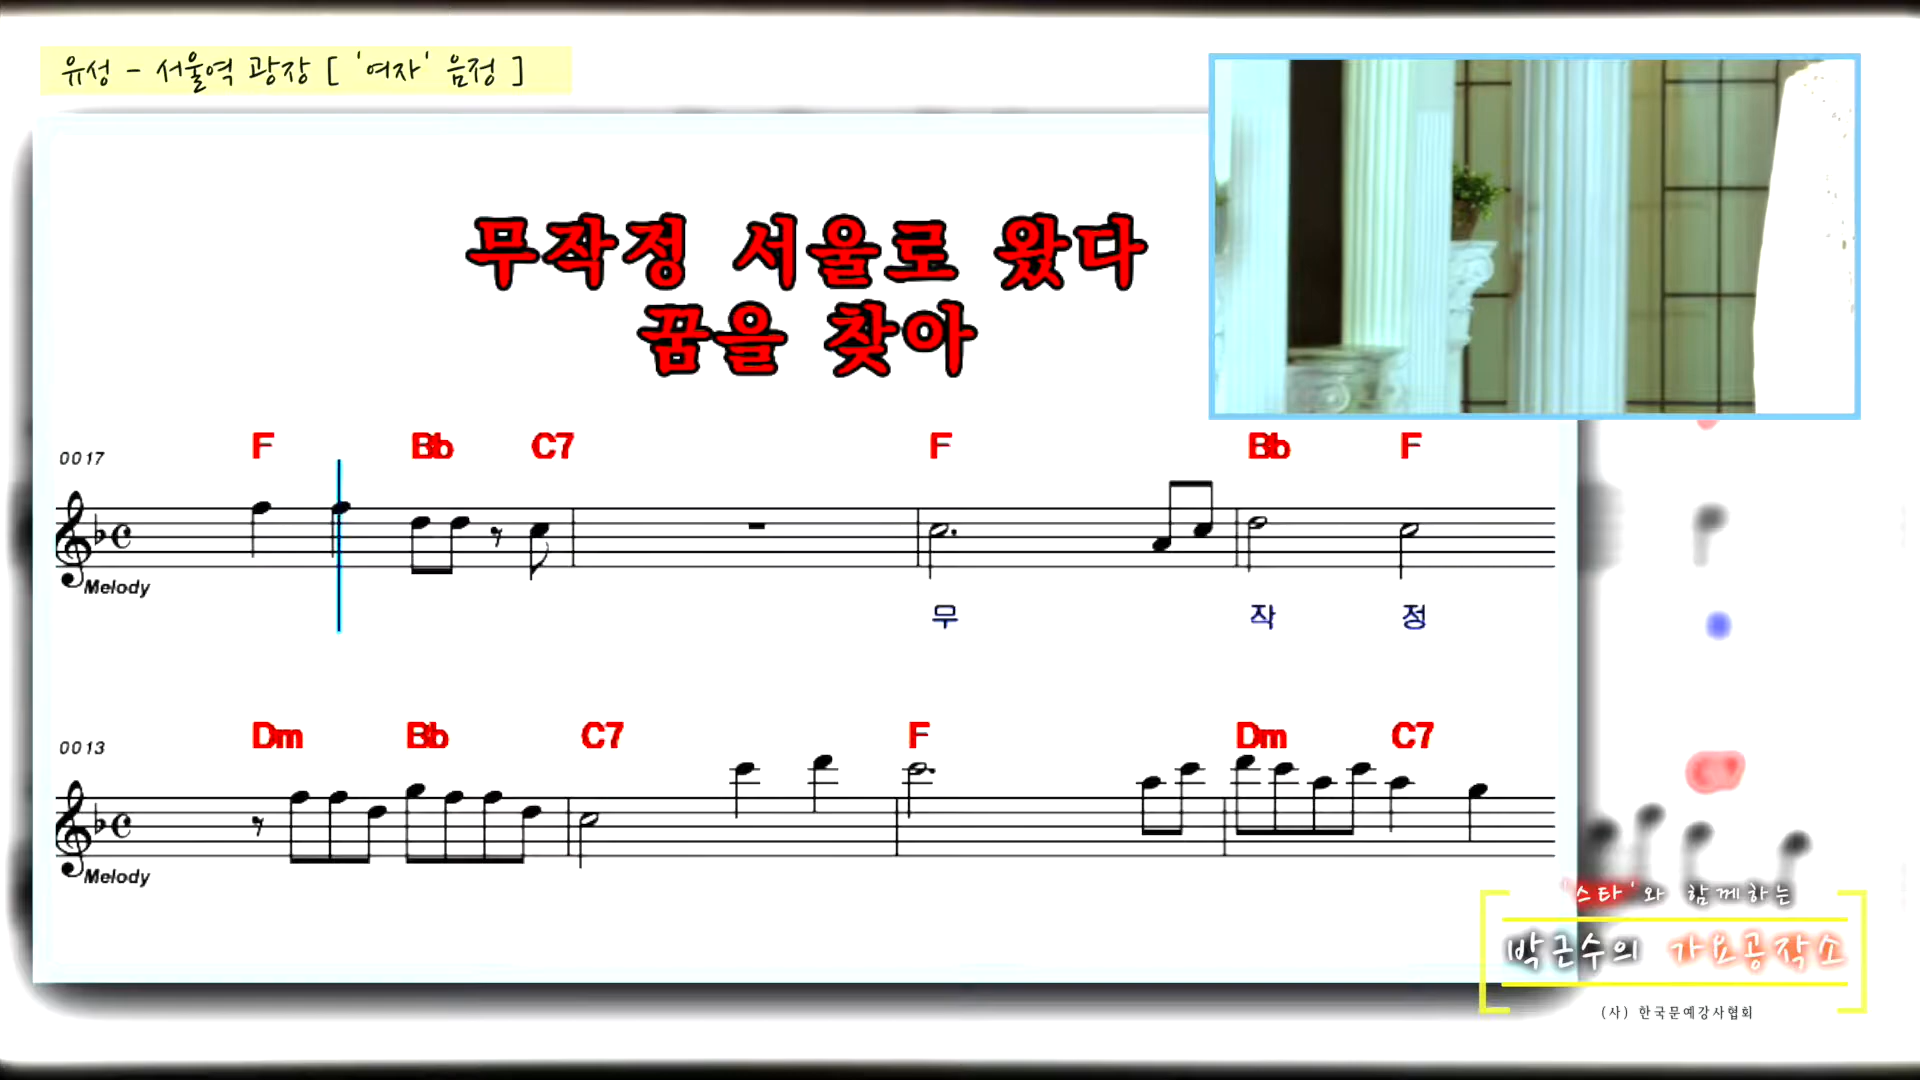 유성 - 서울역 광장 [ '여자' 음정 ]
무작정 서울로 왔다
꿈을 찾아
0017
F Bb C7 F Bb F
Melody
무 작 정
0013
Dm Bb C7 F Dm C7
Melody
'스타'와 함께하는
박근수의 가요공작소
(사) 한국문예강사협회